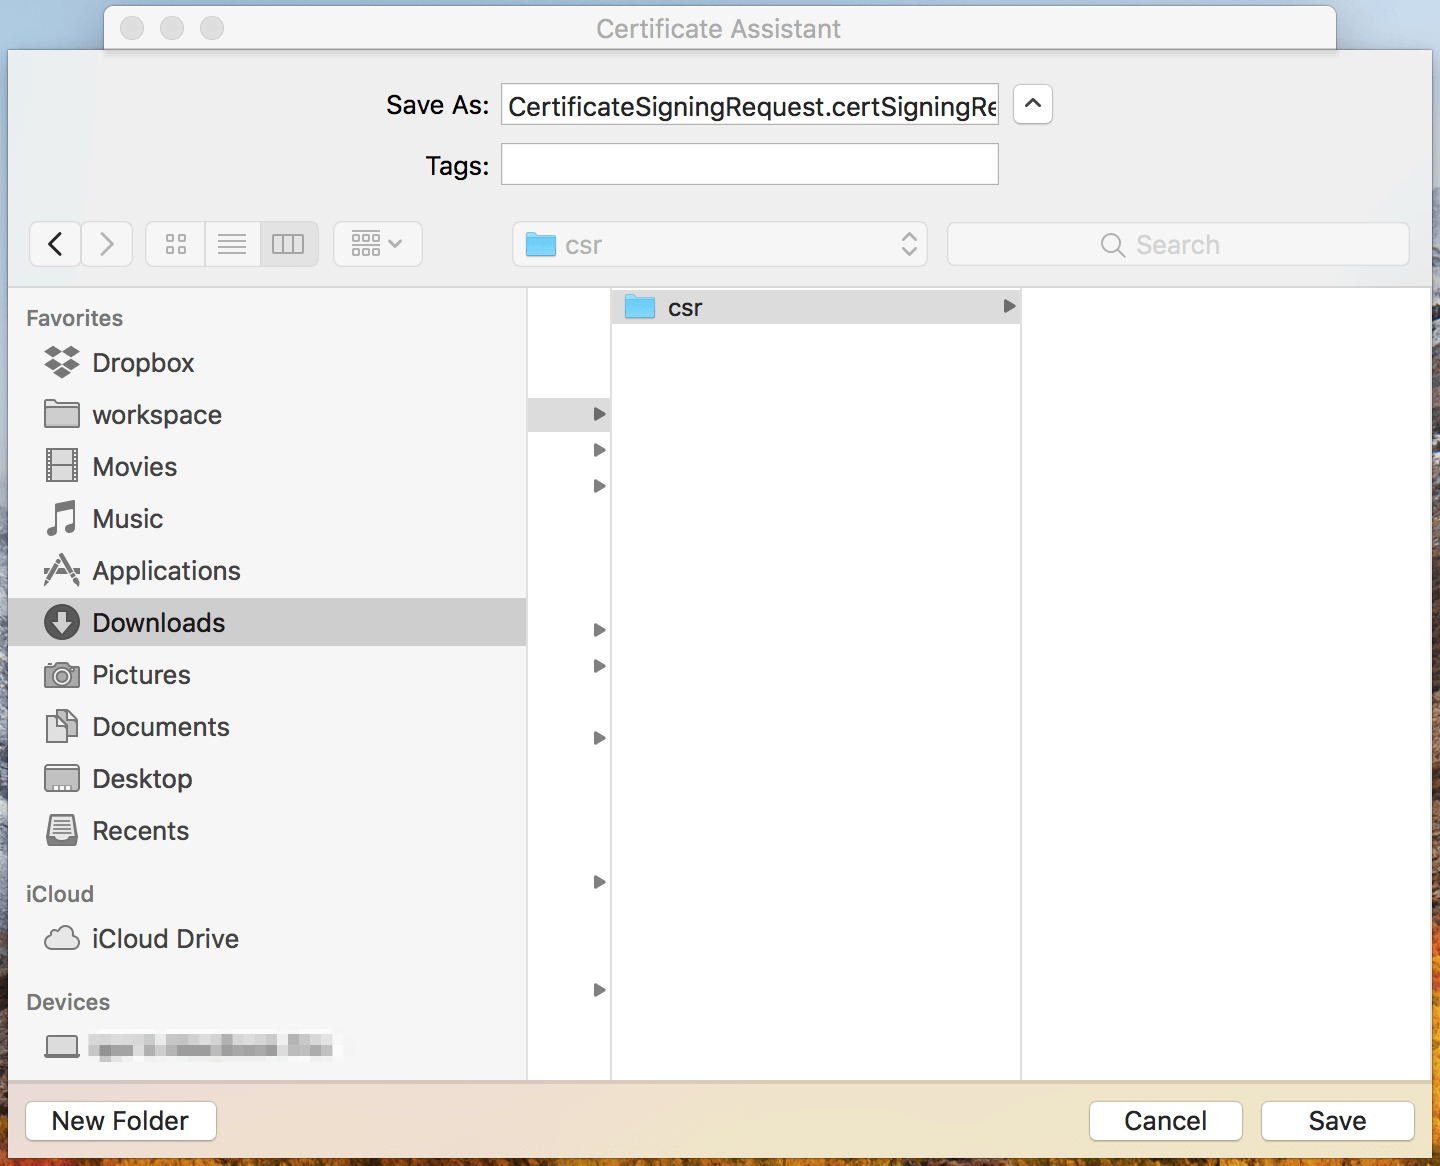 Certificate Assistant
Save As: CertificateSigningRequest.certSigningRe
Tags:
csr
Search
Favorites
csr
Dropbox
workspace
Movies
Music
Applications
Downloads
Pictures
Documents
Desktop
Recents
iCloud
iCloud Drive
Devices
New Folder
Cancel
Save